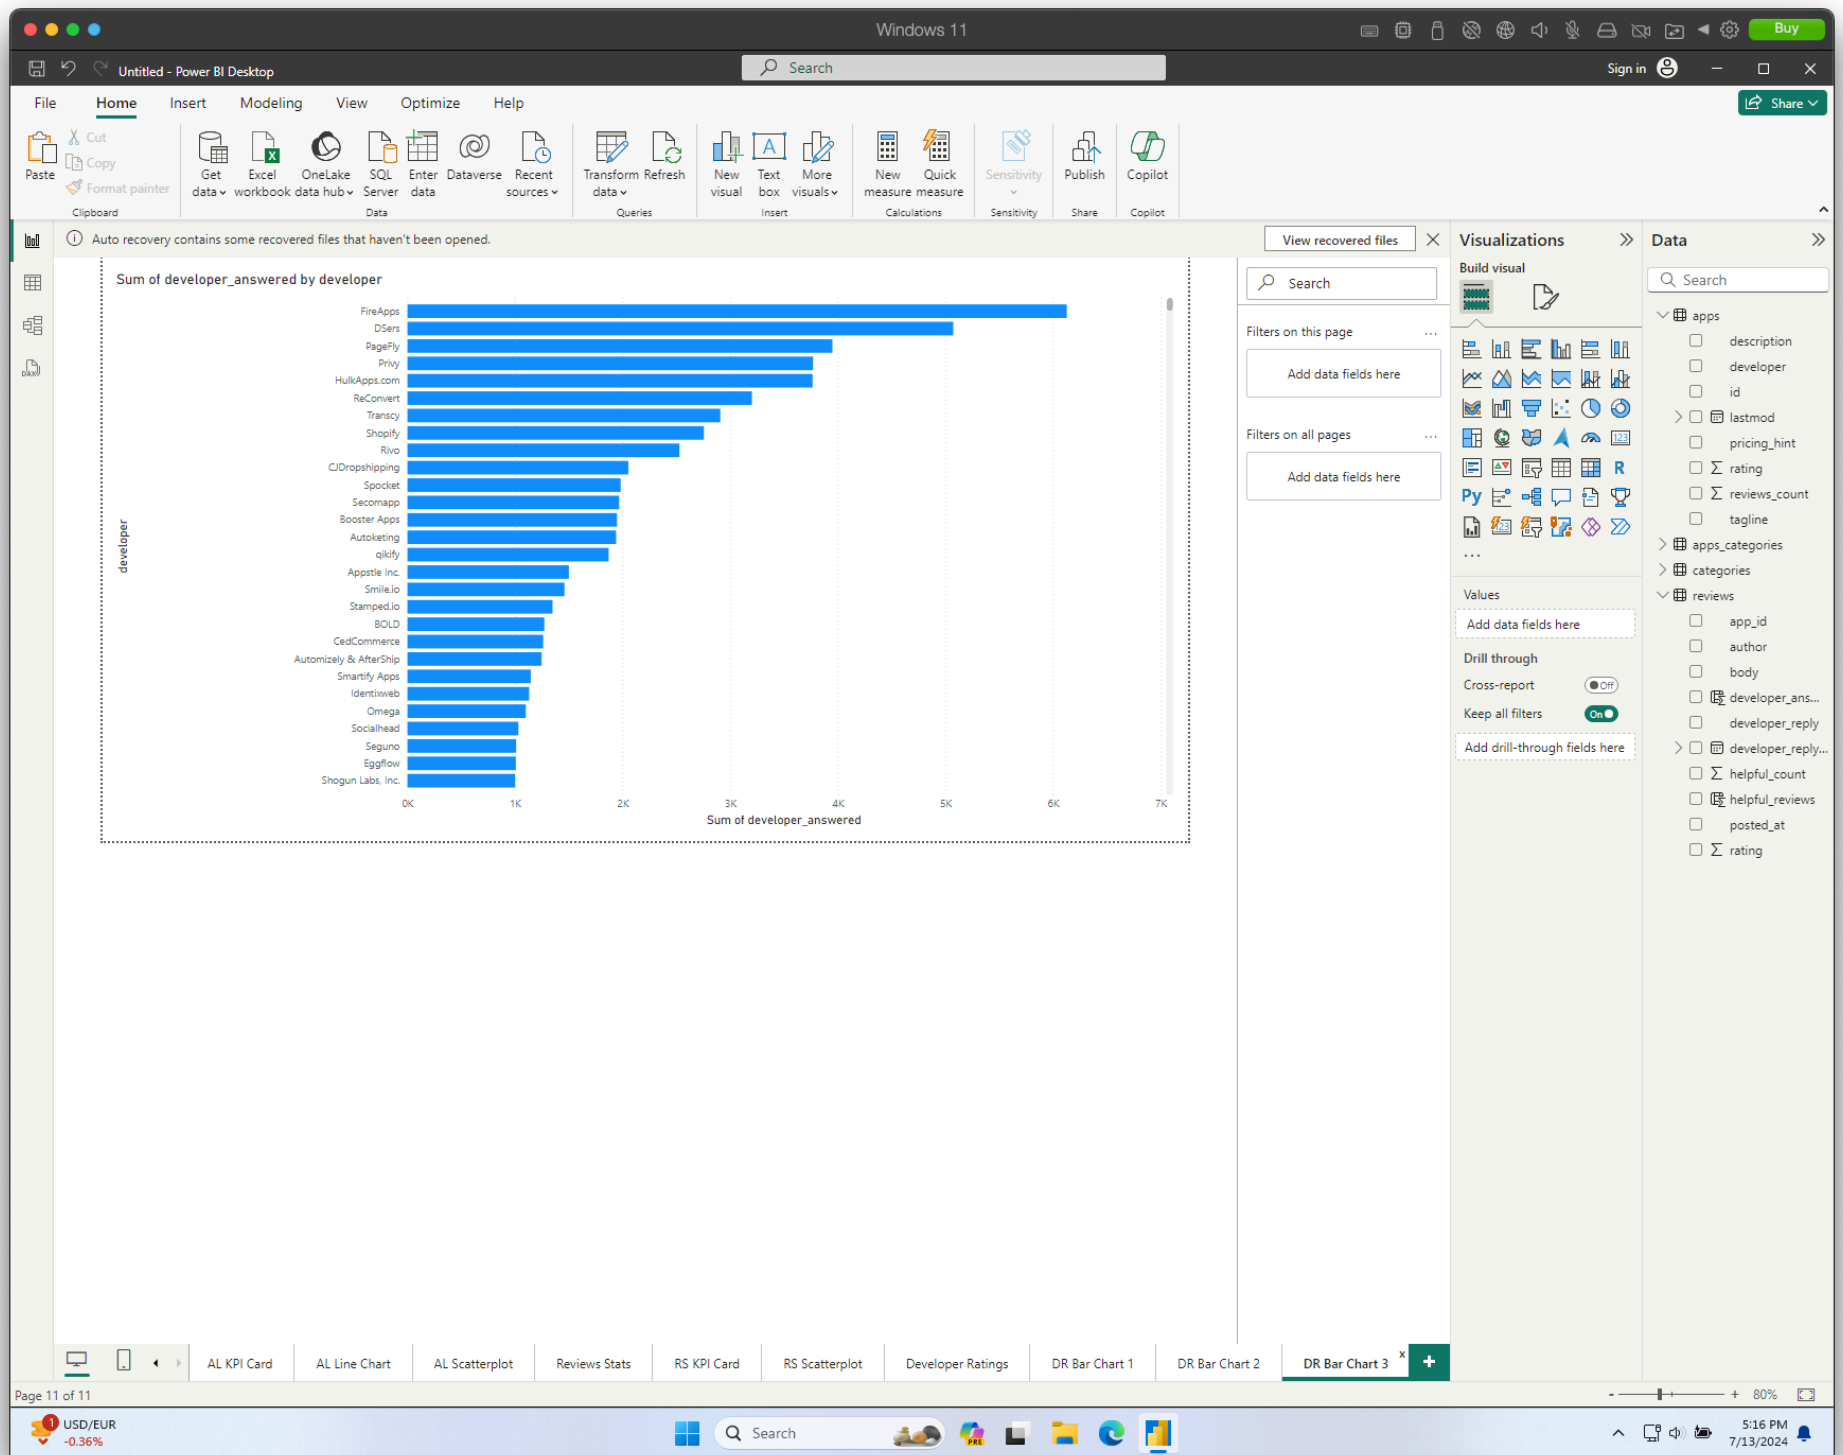 Windows 11
Buy
Untitled - Power BI Desktop
Search
Sign in
File Home Insert Modeling View Optimize Help
Share
Paste
Cut
Copy
Format painter
Clipboard
Get data
Excel workbook
OneLake data hub
SQL Server
Enter data
Dataverse
Recent sources
Data
Transform data
Refresh
Queries
New visual
Text box
More visuals
Insert
New measure
Quick measure
Calculations
Sensitivity
Sensitivity
Publish
Share
Copilot
Copilot
Auto recovery contains some recovered files that haven't been opened.
View recovered files
Sum of developer_answered by developer
developer
FireApps
DSers
PageFly
Privy
HulkApps.com
ReConvert
Transcy
Shopify
Rivo
CJDropshipping
Spocket
Secomapp
Booster Apps
Autoketing
qikify
Appstle Inc.
Smile.io
Stamped.io
BOLD
CedCommerce
Automizely & AfterShip
Smartify Apps
Identixweb
Omega
Socialhead
Seguno
Eggflow
Shogun Labs, Inc.
0K 1K 2K 3K 4K 5K 6K 7K
Sum of developer_answered
Search
Filters on this page
...
Add data fields here
Filters on all pages
...
Add data fields here
Visualizations
Build visual
123
R
Py
123
...
Values
Add data fields here
Drill through
Cross-report
Off
Keep all filters
On
Add drill-through fields here
Data
Search
apps
description
developer
id
lastmod
pricing_hint
∑ rating
∑ reviews_count
tagline
apps_categories
categories
reviews
app_id
author
body
developer_ans...
developer_reply
developer_reply...
∑ helpful_count
helpful_reviews
posted_at
∑ rating
AL KPI Card
AL Line Chart
AL Scatterplot
Reviews Stats
RS KPI Card
RS Scatterplot
Developer Ratings
DR Bar Chart 1
DR Bar Chart 2
DR Bar Chart 3
x
+
Page 11 of 11
- + 80%
1
USD/EUR
-0.36%
Search
PRE
5:16 PM
7/13/2024